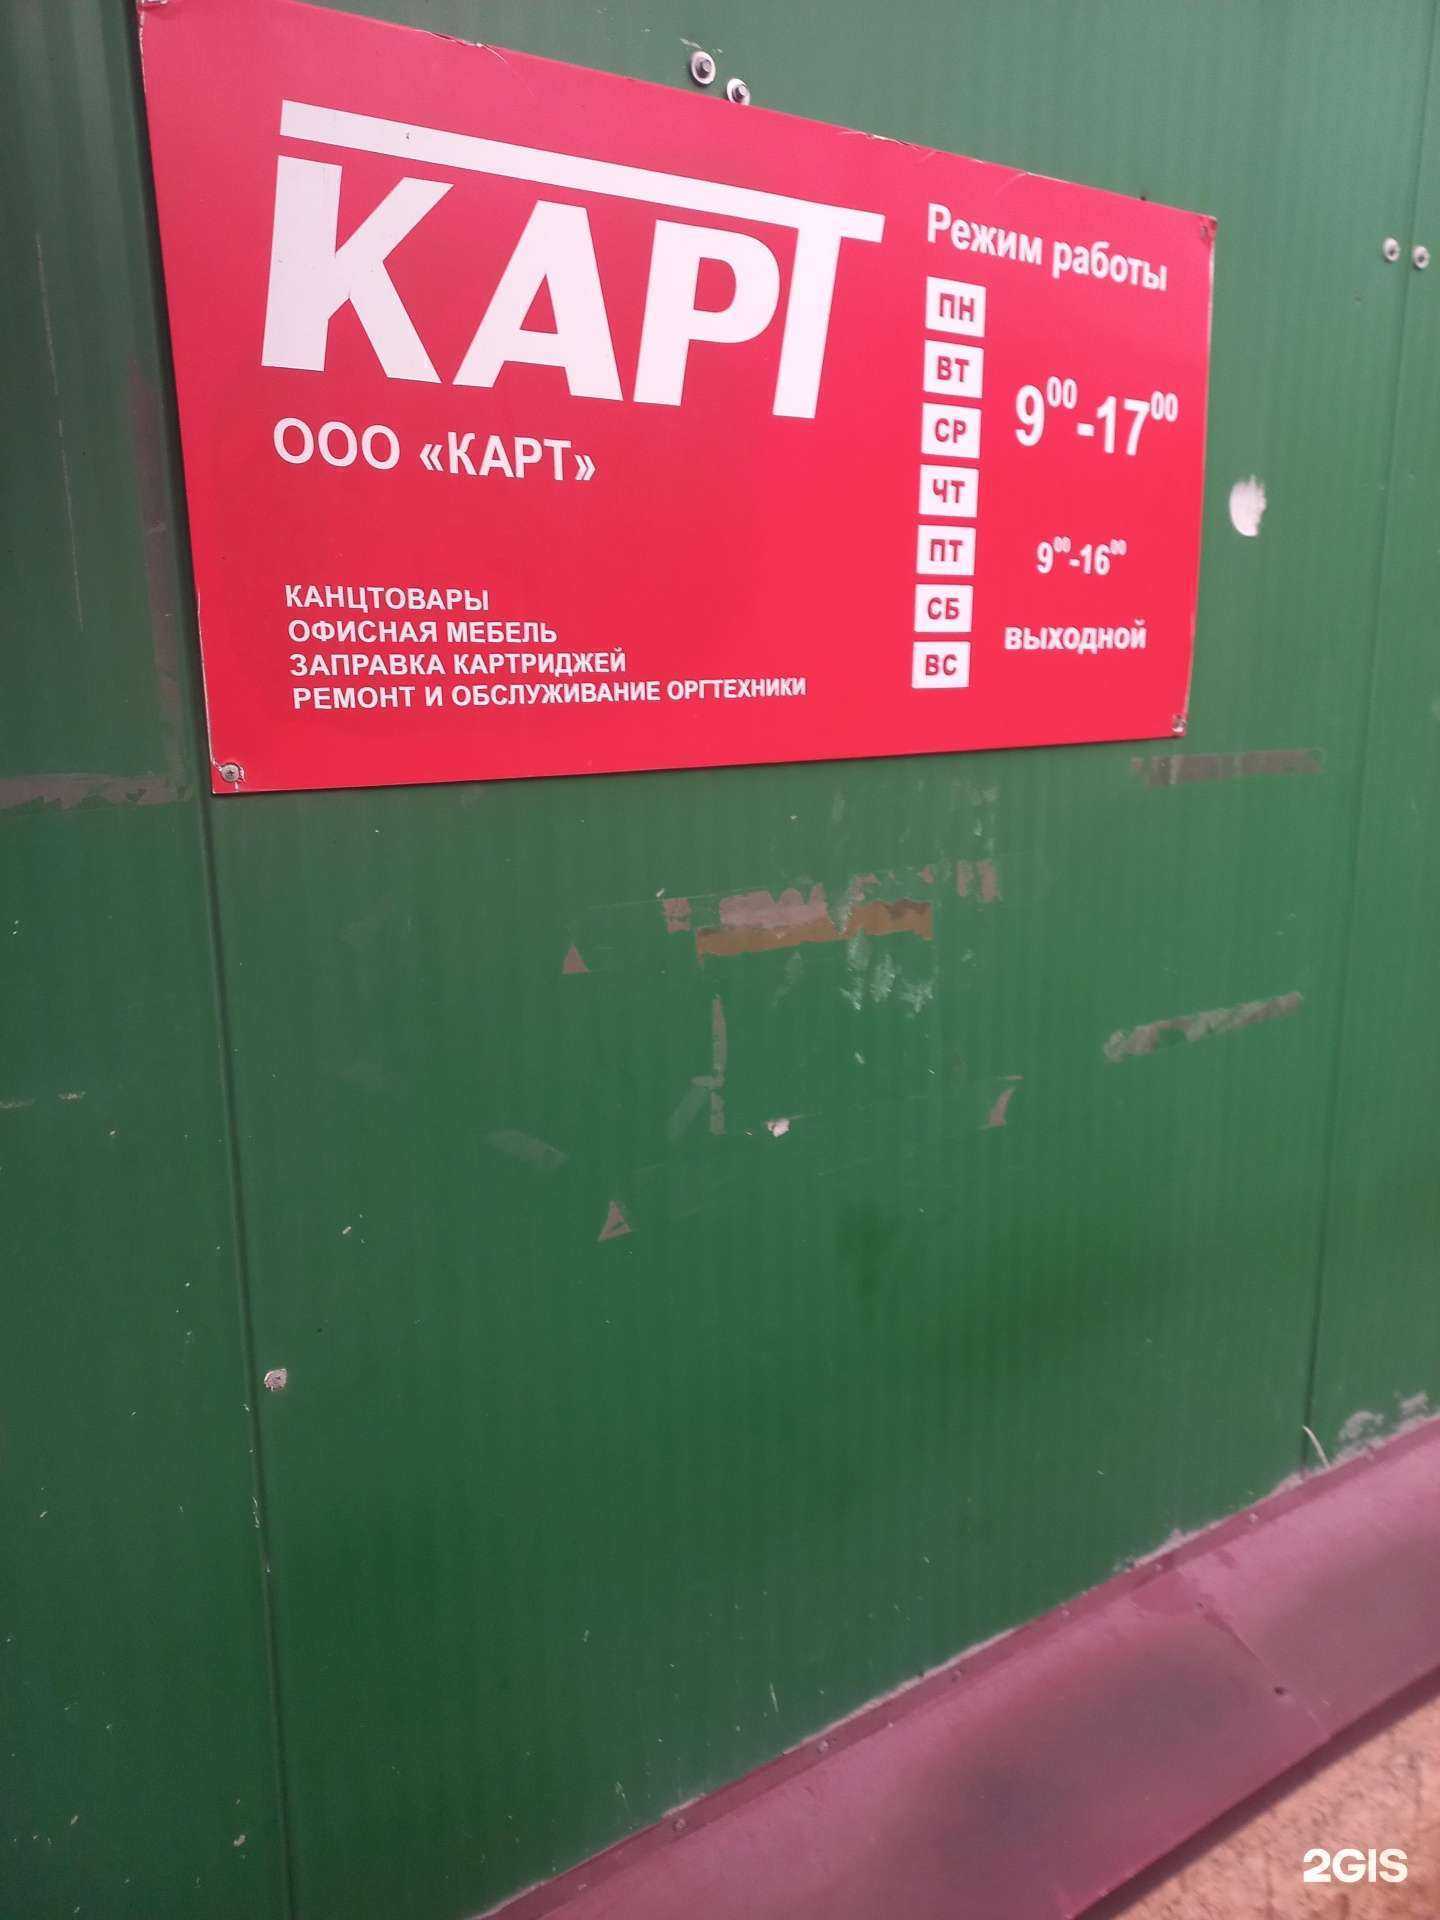 КАРТ
ООО «КАРТ»
КАНЦТОВАРЫ
ОФИСНАЯ МЕБЕЛЬ
ЗАПРАВКА КАРТРИДЖЕЙ
РЕМОНТ И ОБСЛУЖИВАНИЕ ОРГТЕХНИКИ
Режим работы
ПН
ВТ
СР 9⁰⁰-17⁰⁰
ЧТ
ПТ 9⁰⁰-16⁰⁰
СБ
ВС выходной
2GIS